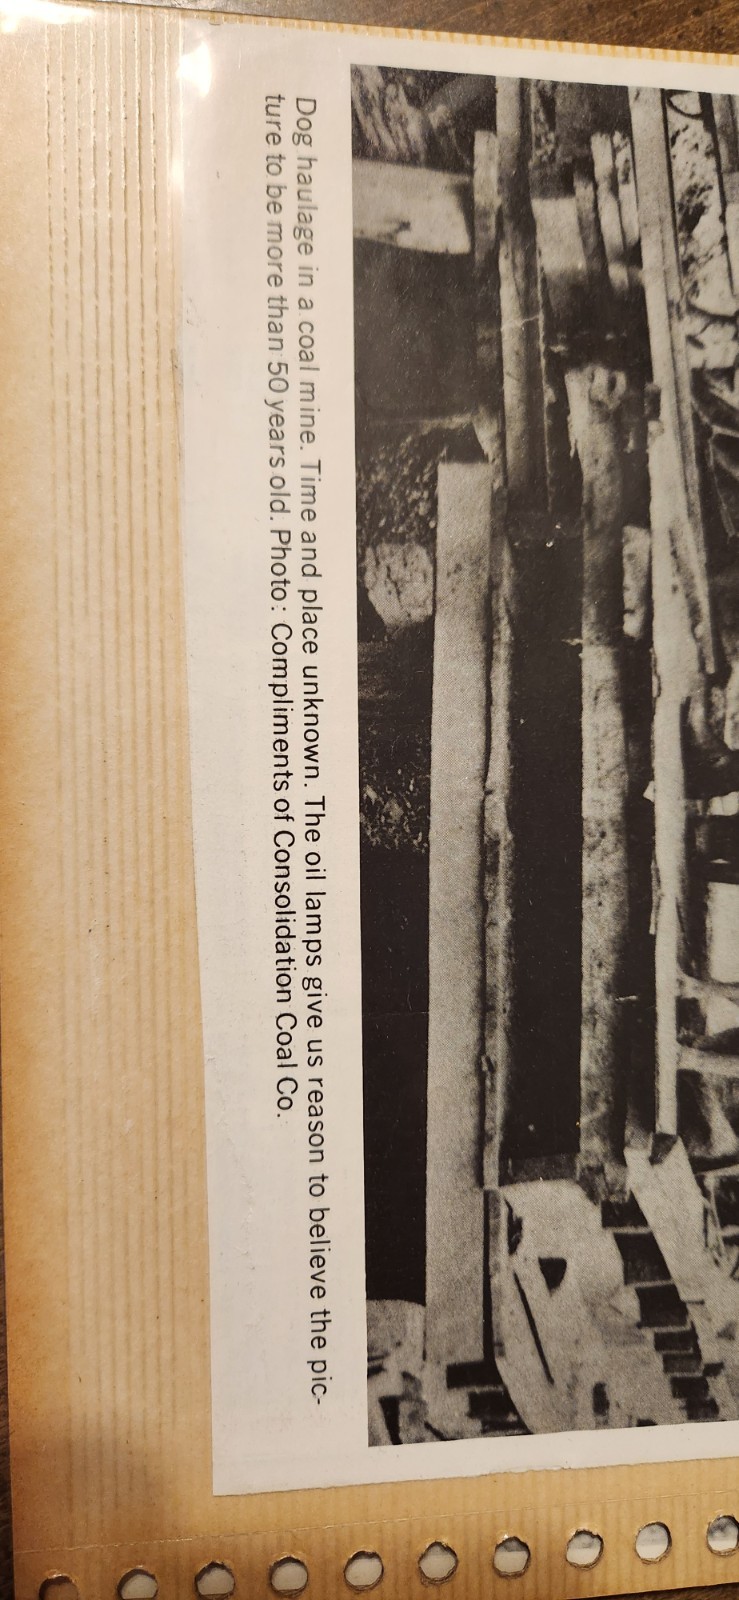 Dog haulage in a coal mine. Time and place unknown. The oil lamps give us reason to believe the pic-
ture to be more than 50 years old. Photo: Compliments of Consolidation Coal Co.